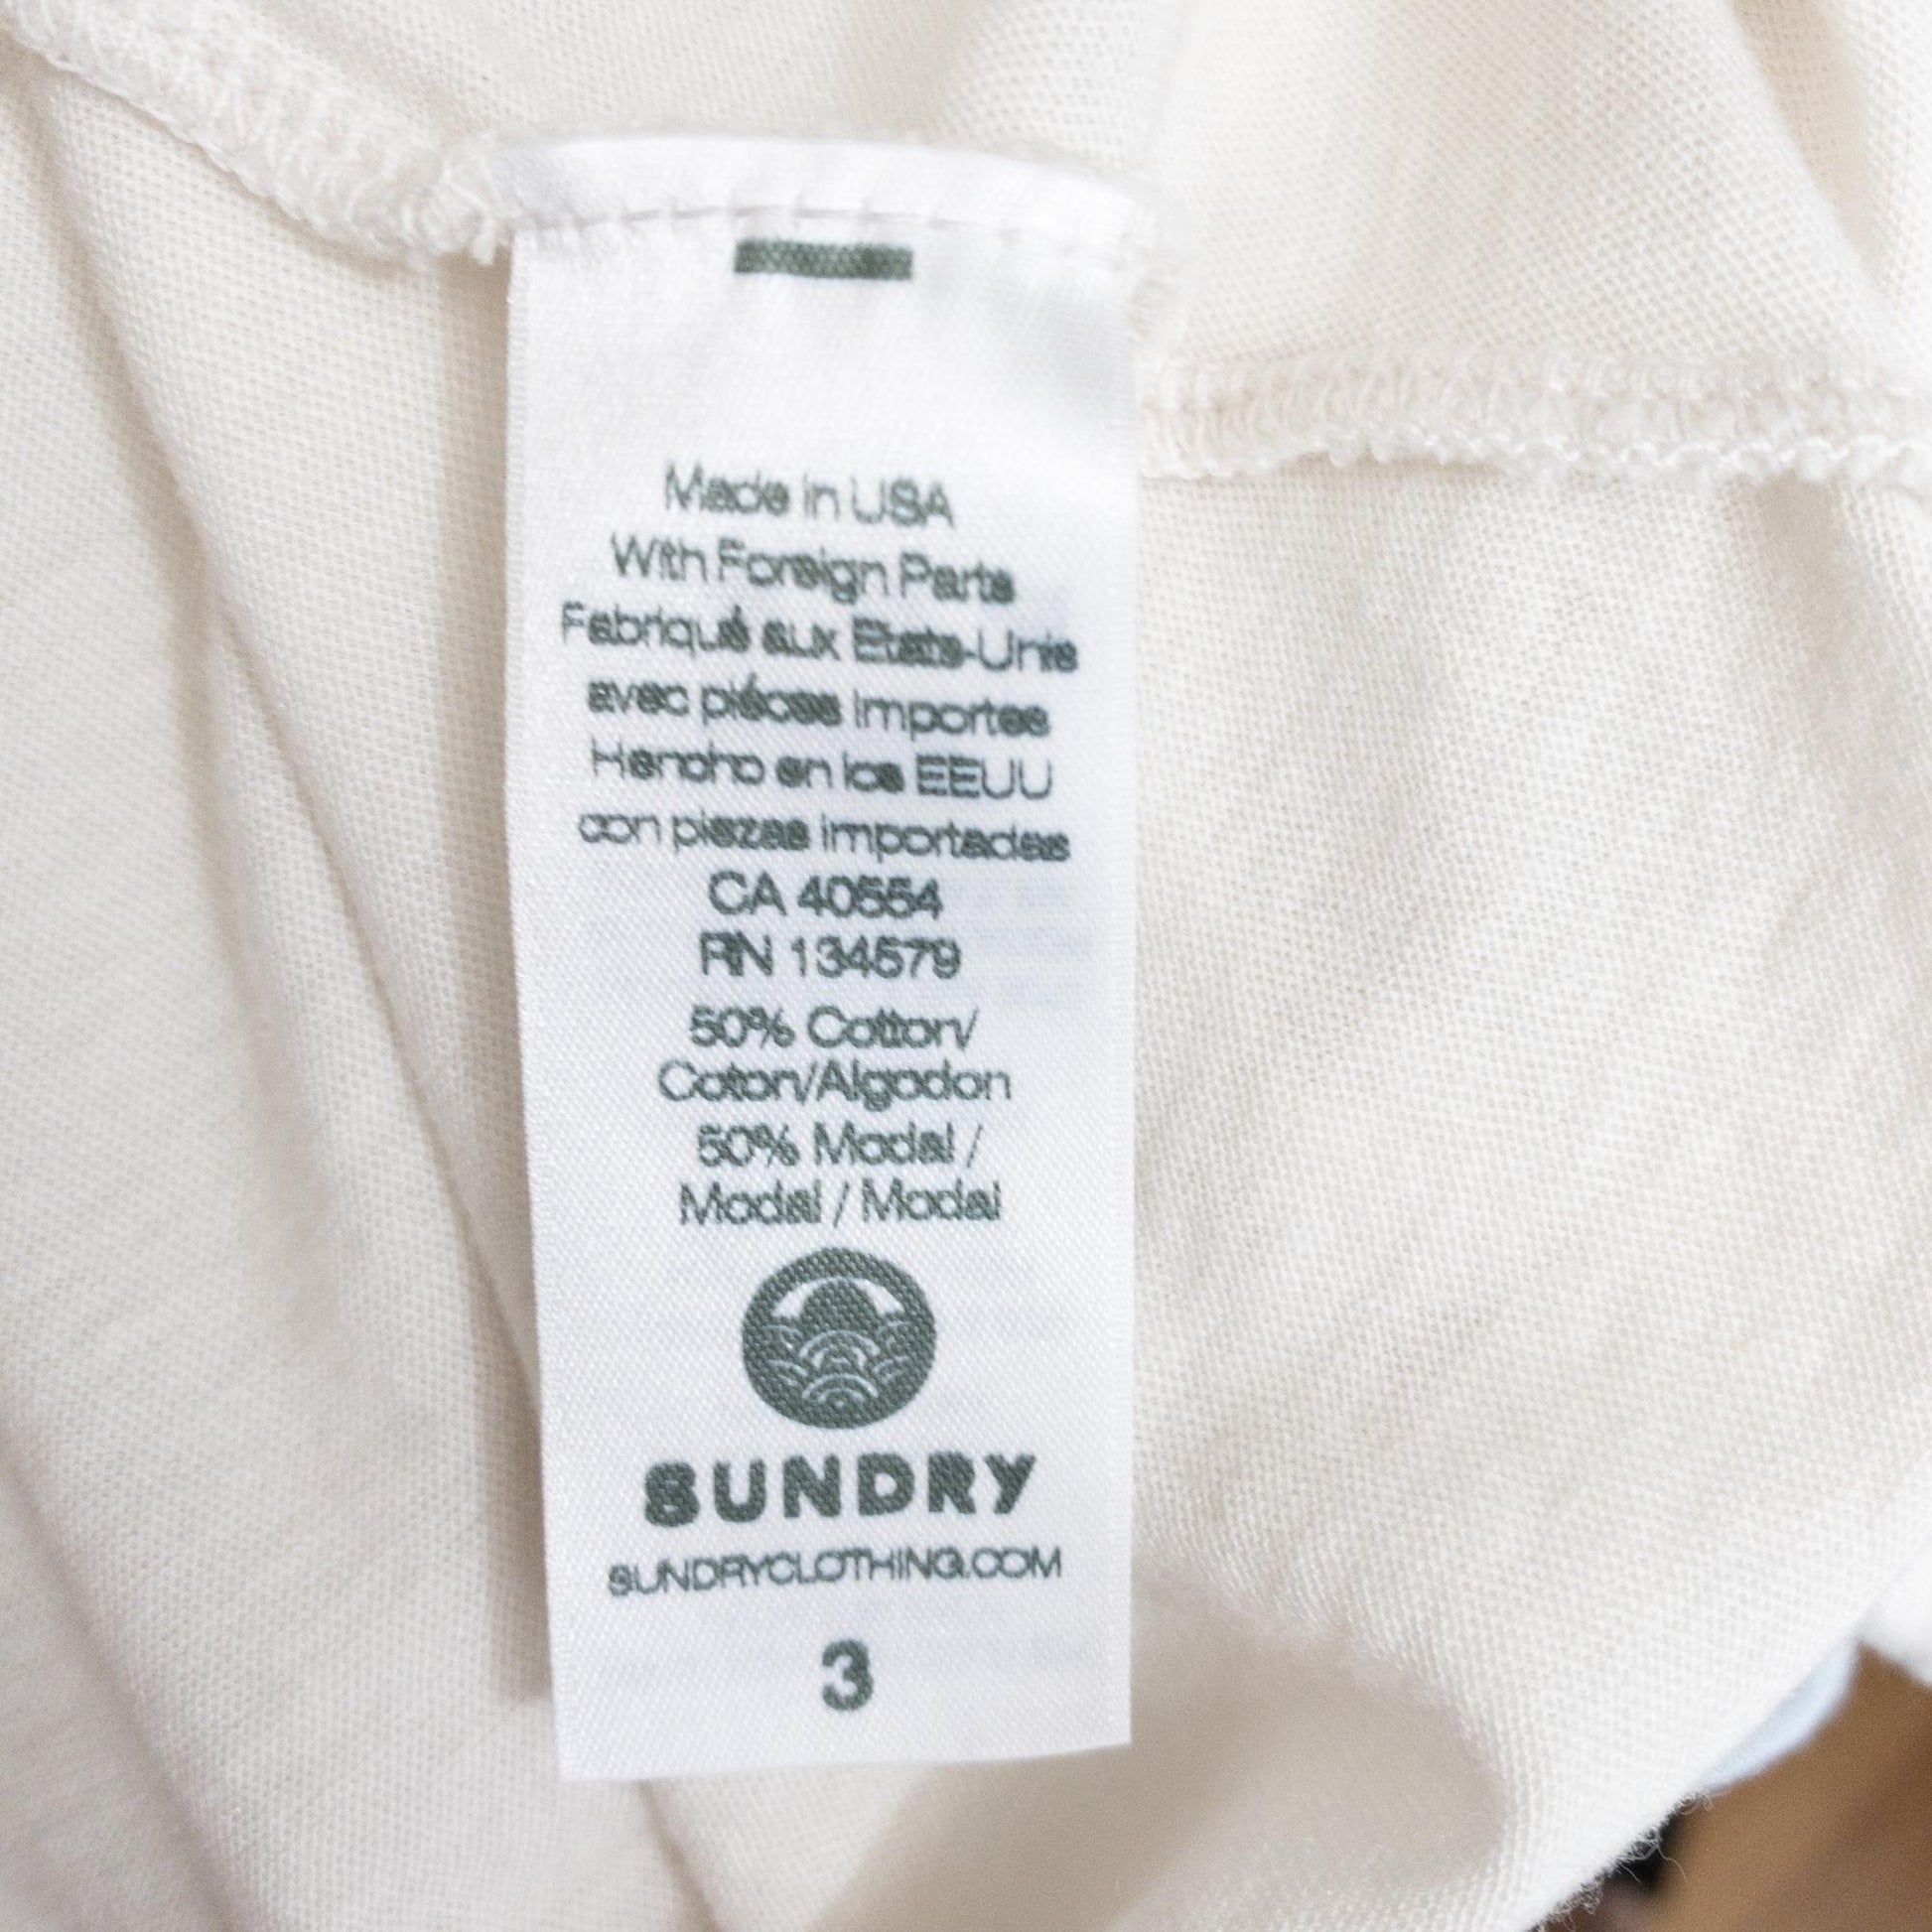 Made in USA
With Foreign Parts
Fabriqué aux Etats-Unis
avec piéces importes
Hencho en los EEUU
con piezas importadas
CA 40554
RN 134579
50% Cotton/
Coton/Algodon
50% Modal /
Modal / Modal
SUNDRY
SUNDRYCLOTHING.COM
3